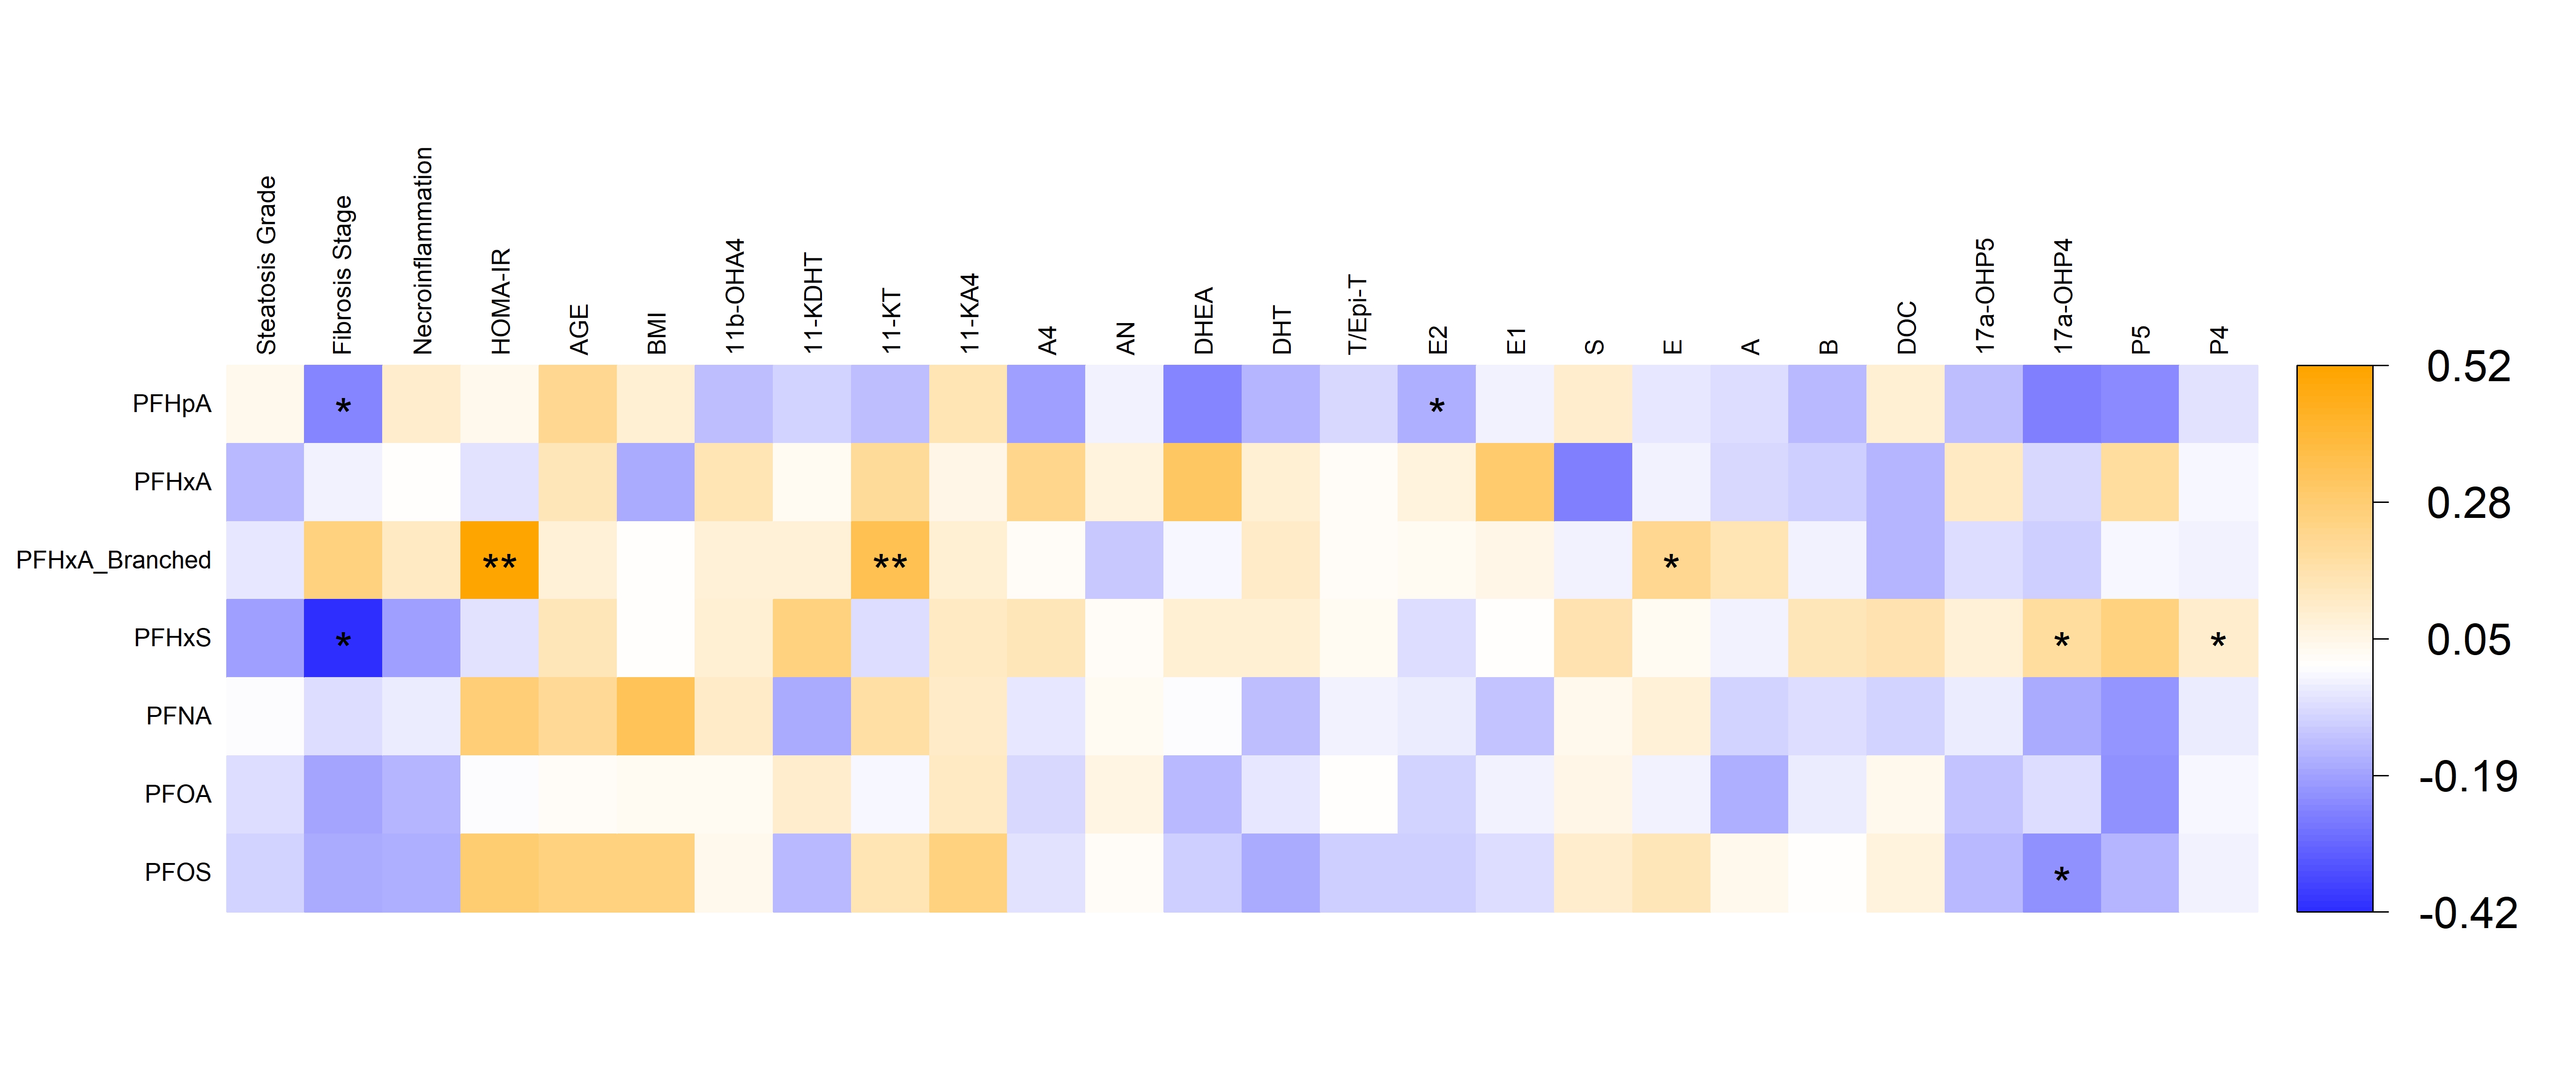 Steatosis Grade
Fibrosis Stage
Necroinflammation
HOMA-IR
AGE
BMI
11b-OHA4
11-KDHT
11-KT
11-KA4
A4
AN
DHEA
DHT
T/Epi-T
E2
E1
S
E
A
B
DOC
17a-OHP5
17a-OHP4
P5
P4
PFHpA
* *
PFHxA
PFHxA_Branched
** ** *
PFHxS
* * *
PFNA
PFOA
PFOS
*
0.52
0.28
0.05
-0.19
-0.42